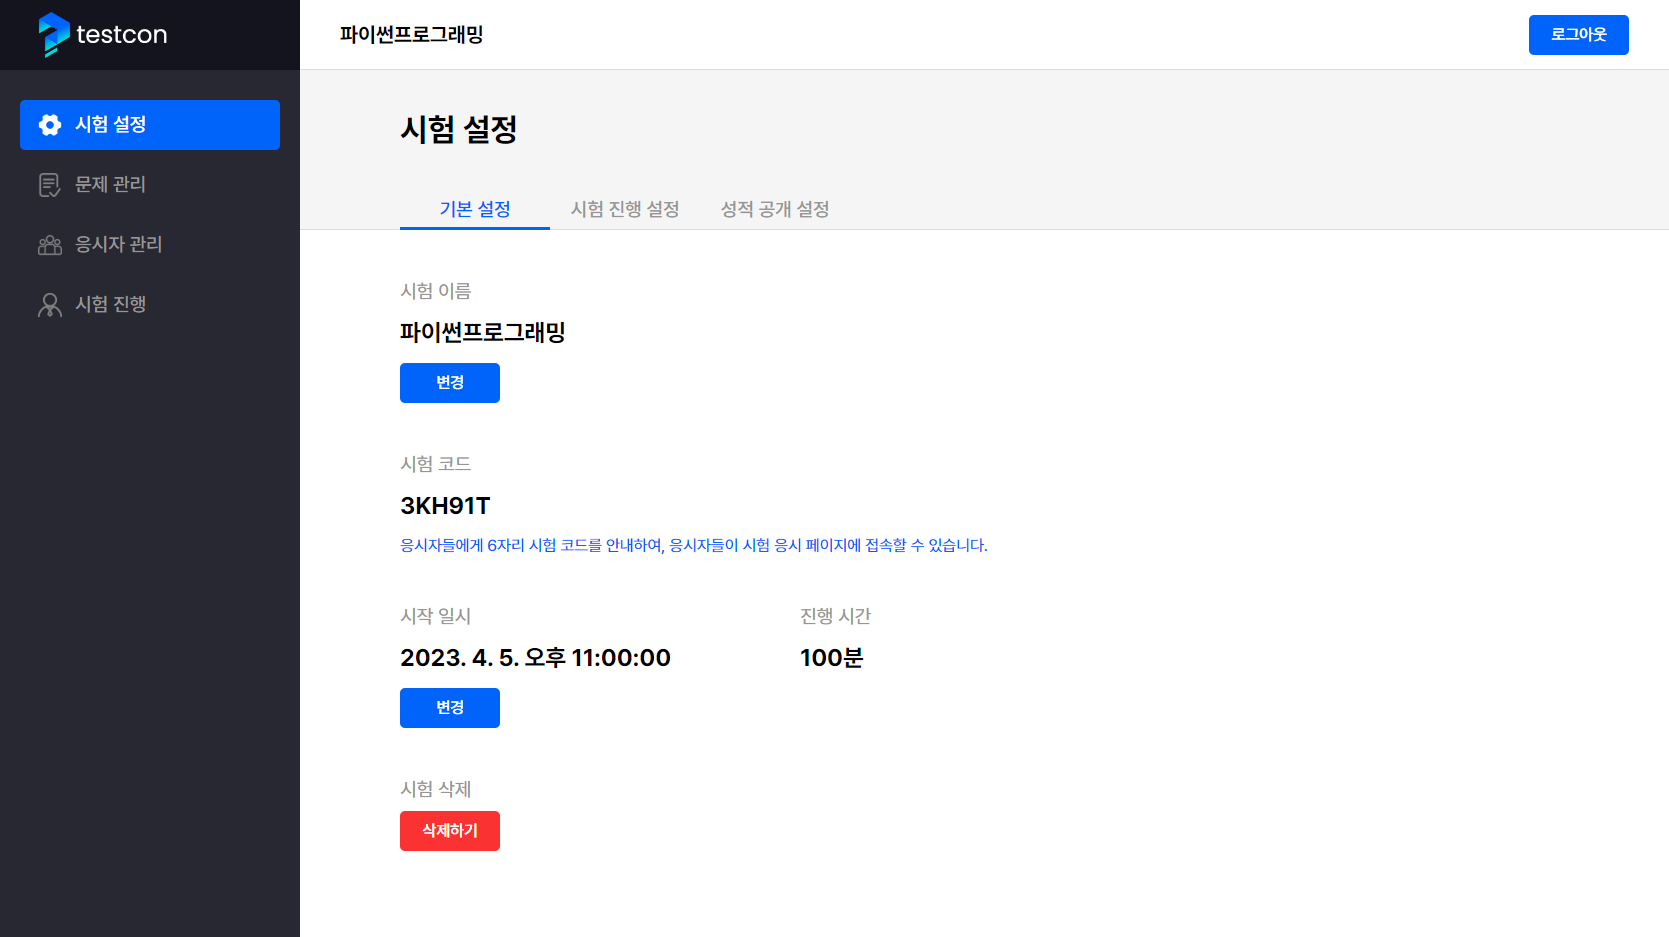 testcon
파이썬프로그래밍
로그아웃
시험 설정
문제 관리
응시자 관리
시험 진행
시험 설정
기본 설정
시험 진행 설정
성적 공개 설정
시험 이름
파이썬프로그래밍
변경
시험 코드
3KH91T
응시자들에게 6자리 시험 코드를 안내하여, 응시자들이 시험 응시 페이지에 접속할 수 있습니다.
시작 일시
진행 시간
2023. 4. 5. 오후 11:00:00
100분
변경
시험 삭제
삭제하기